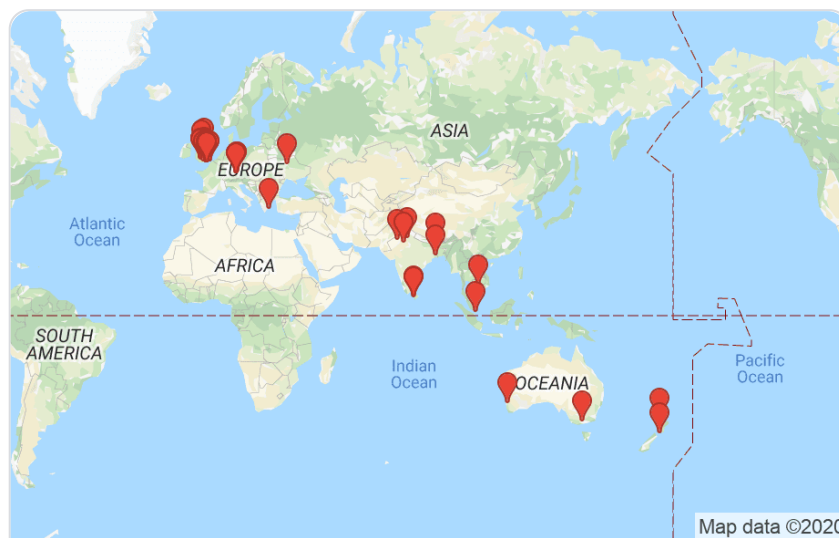 ASIA
EUROPE
Atlantic
Ocean
AFRICA
SOUTH
AMERICA
Indian
Ocean
OCEANIA
Pacific
Ocean
Map data ©2020